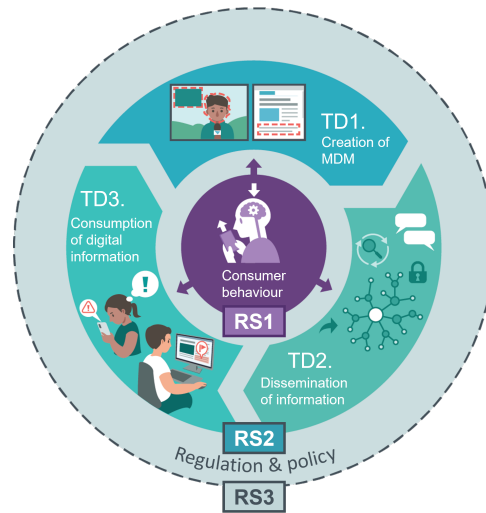 TD1.
Creation of
MDM
TD3.
Consumption
of digital
information
Consumer
behaviour
RS1
TD2.
Dissemination
of information
RS2
Regulation & policy
RS3